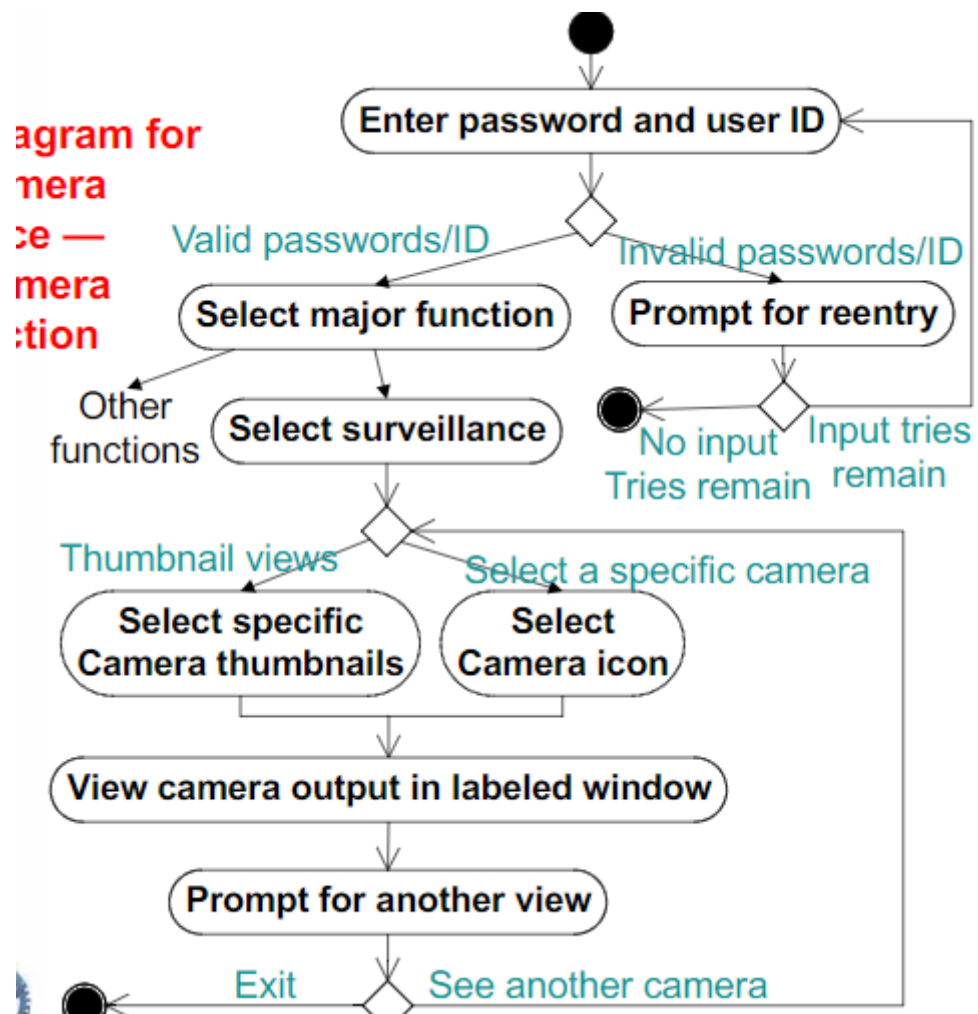 Enter password and user ID
agram for
mera
ce —
mera
ction
Valid passwords/ID
Invalid passwords/ID
Select major function
Prompt for reentry
Other
functions
Select surveillance
No input
Tries remain
Input tries
remain
Thumbnail views
Select a specific camera
Select specific
Camera thumbnails
Select
Camera icon
View camera output in labeled window
Prompt for another view
Exit
See another camera